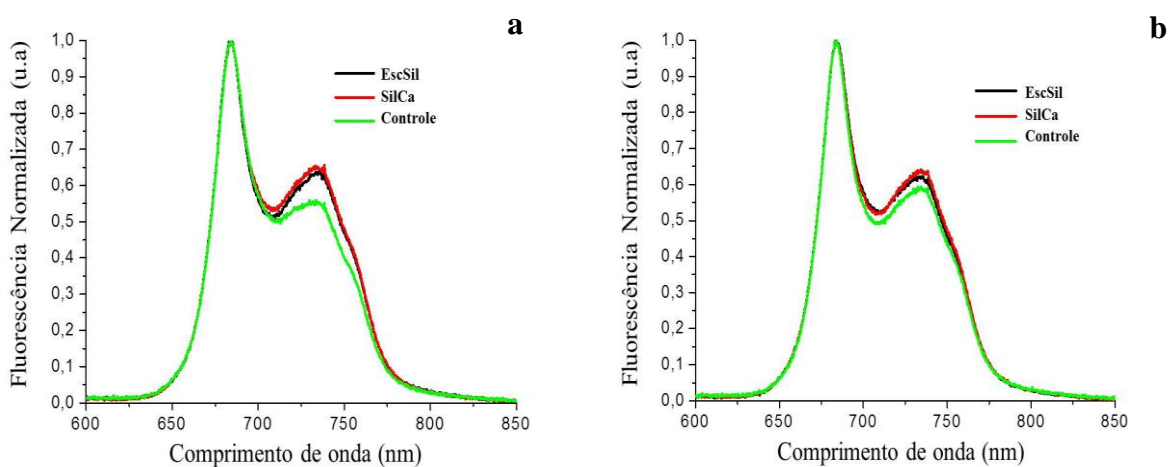 a
Fluorescência Normalizada (u.a)
1,0
0,9
0,8
0,7
0,6
0,5
0,4
0,3
0,2
0,1
0,0
EscSil
SilCa
Controle
600
650
700
750
800
850
Comprimento de onda (nm)
b
Fluorescência Normalizada (u.a)
1,0
0,9
0,8
0,7
0,6
0,5
0,4
0,3
0,2
0,1
0,0
EscSil
SilCa
Controle
600
650
700
750
800
850
Comprimento de onda (nm)